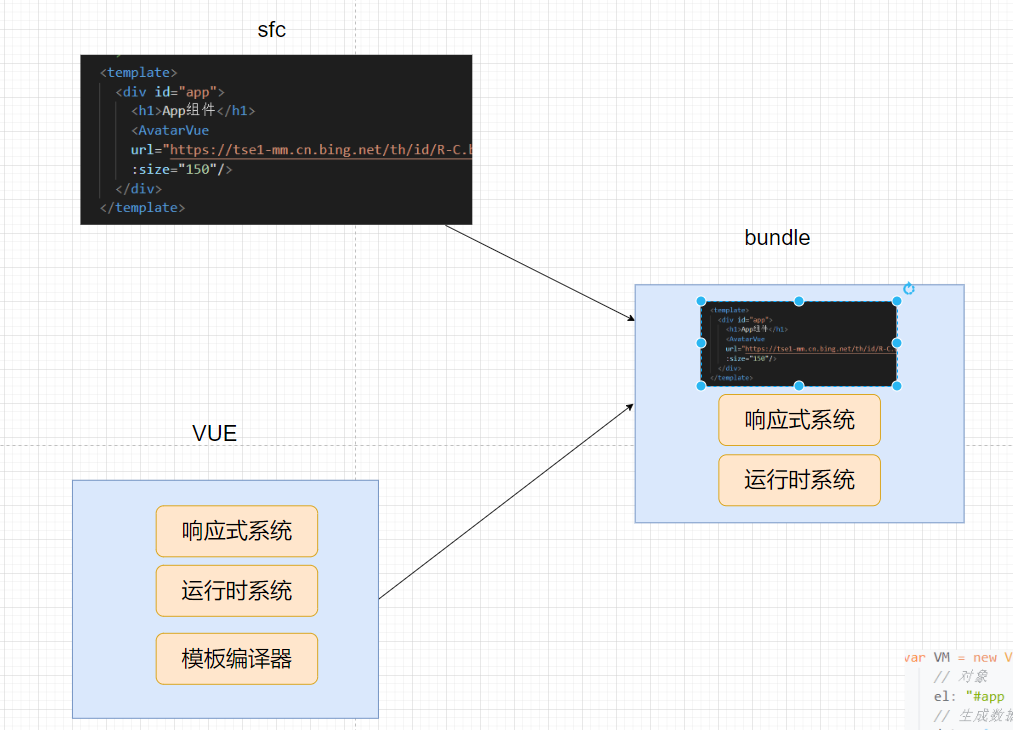 sfc
<template>
<div id="app">
<h1>App组件</h1>
<AvatarVue
url="https://tse1-mm.cn.bing.net/th/id/R-C.
:size="150"/>
</div>
</template>
bundle
<template>
<div id="app">
<h1>App组件</h1>
<AvatarVue
url="https://tse1-mm.cn.bing.net/th/id/R-C.
:size="150"/>
</div>
</template>
响应式系统
运行时系统
VUE
响应式系统
运行时系统
模板编译器
var VM = new V
// 对象
el: "#app
// 生成数据